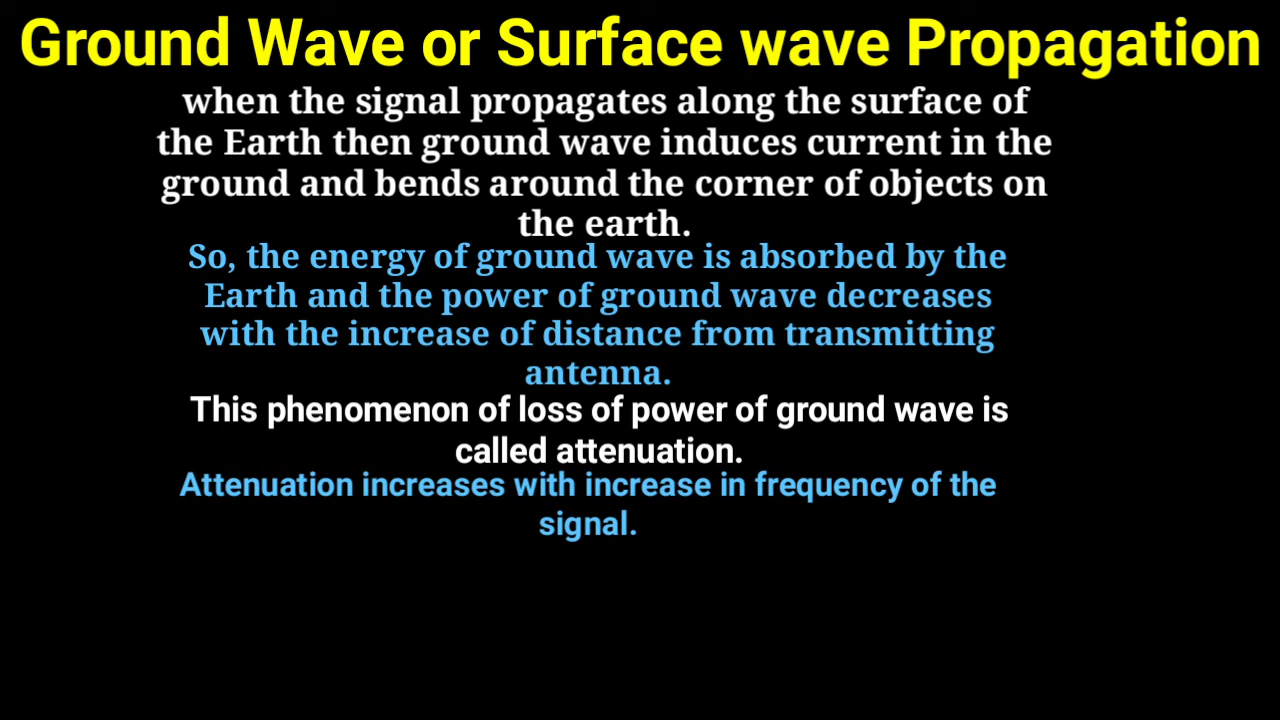 Ground Wave or Surface wave Propagation
when the signal propagates along the surface of
the Earth then ground wave induces current in the
ground and bends around the corner of objects on
the earth.
So, the energy of ground wave is absorbed by the
Earth and the power of ground wave decreases
with the increase of distance from transmitting
antenna.
This phenomenon of loss of power of ground wave is
called attenuation.
Attenuation increases with increase in frequency of the
signal.